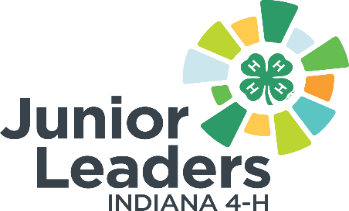 H H
H H
Junior
Leaders
INDIANA 4-H